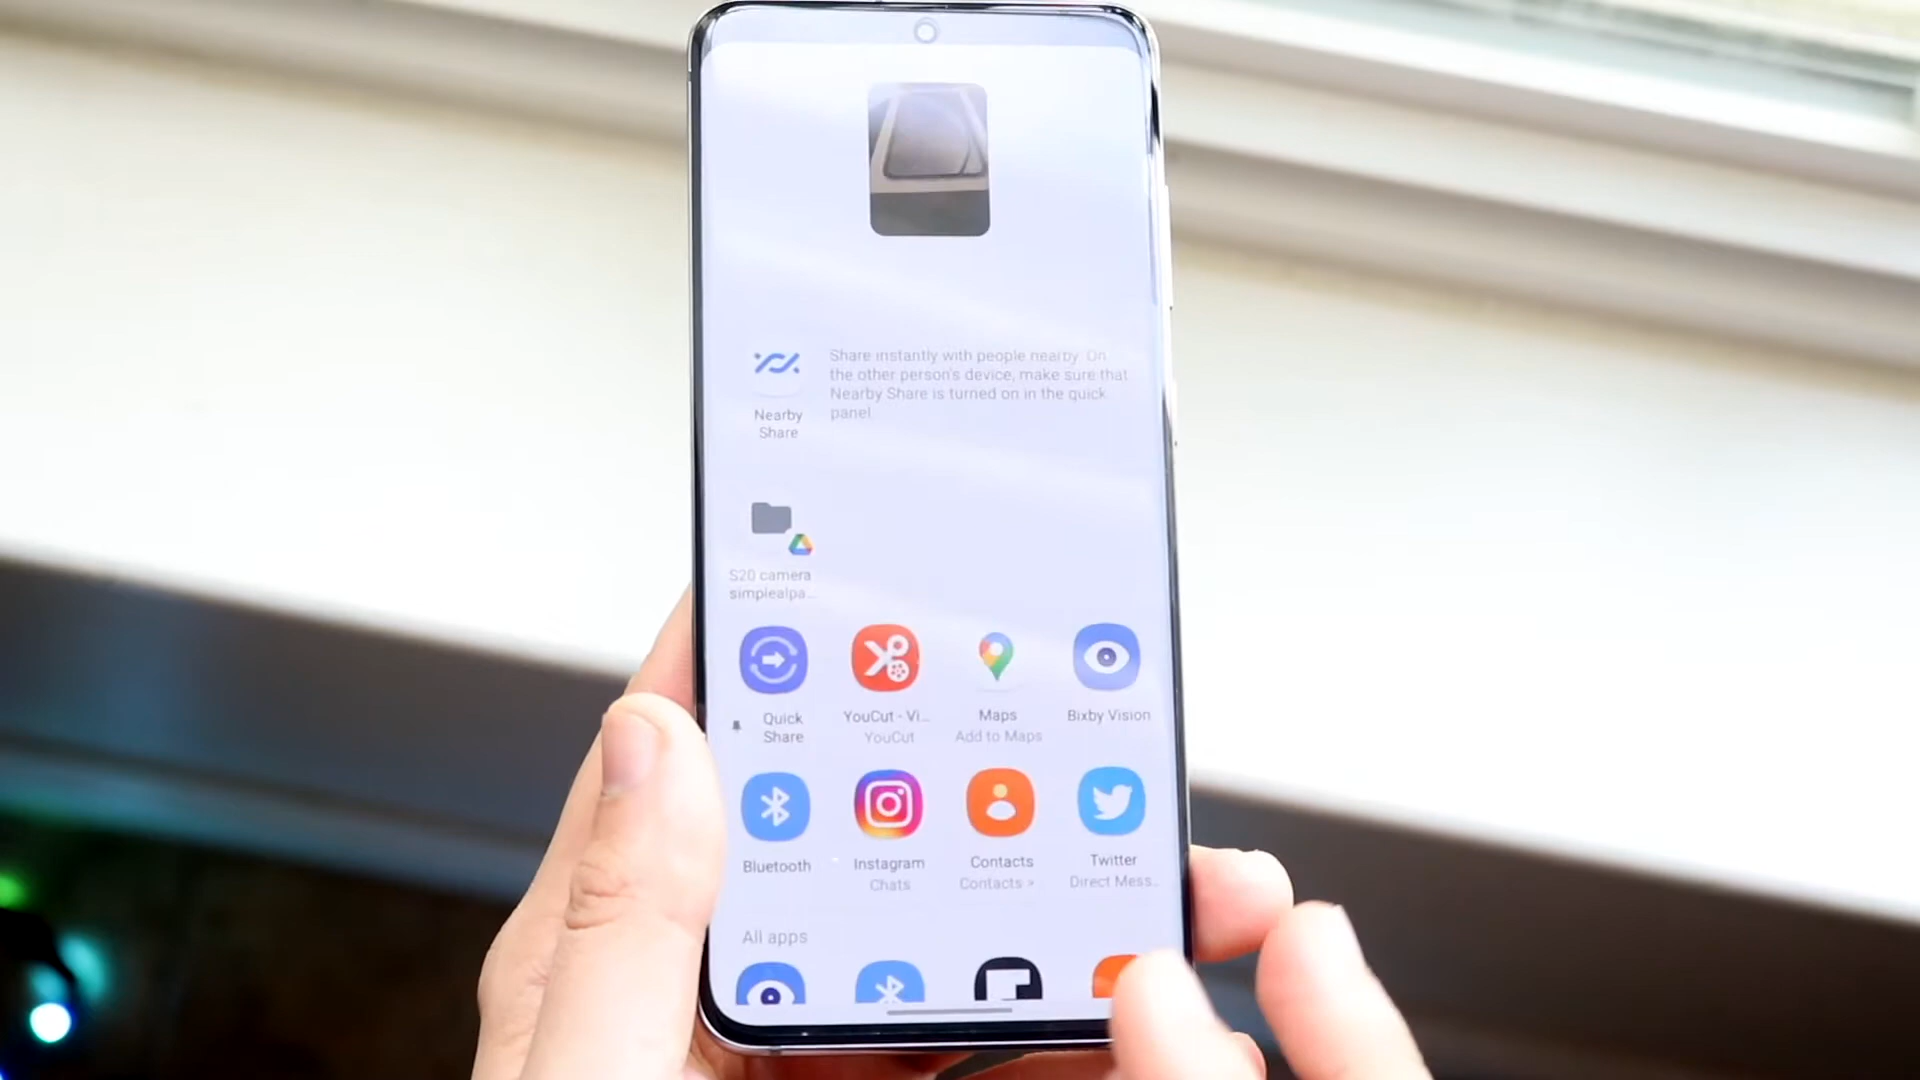 Share instantly with people nearby. On
the other person's device, make sure that
Nearby Share is turned on in the quick
panel.
Nearby
Share
S20 camera
simplealpa...
Quick
Share
YouCut - Vi...
YouCut
Maps
Add to Maps
Bixby Vision
Bluetooth
Instagram
Chats
Contacts
Contacts >
Twitter
Direct Mess...
All apps